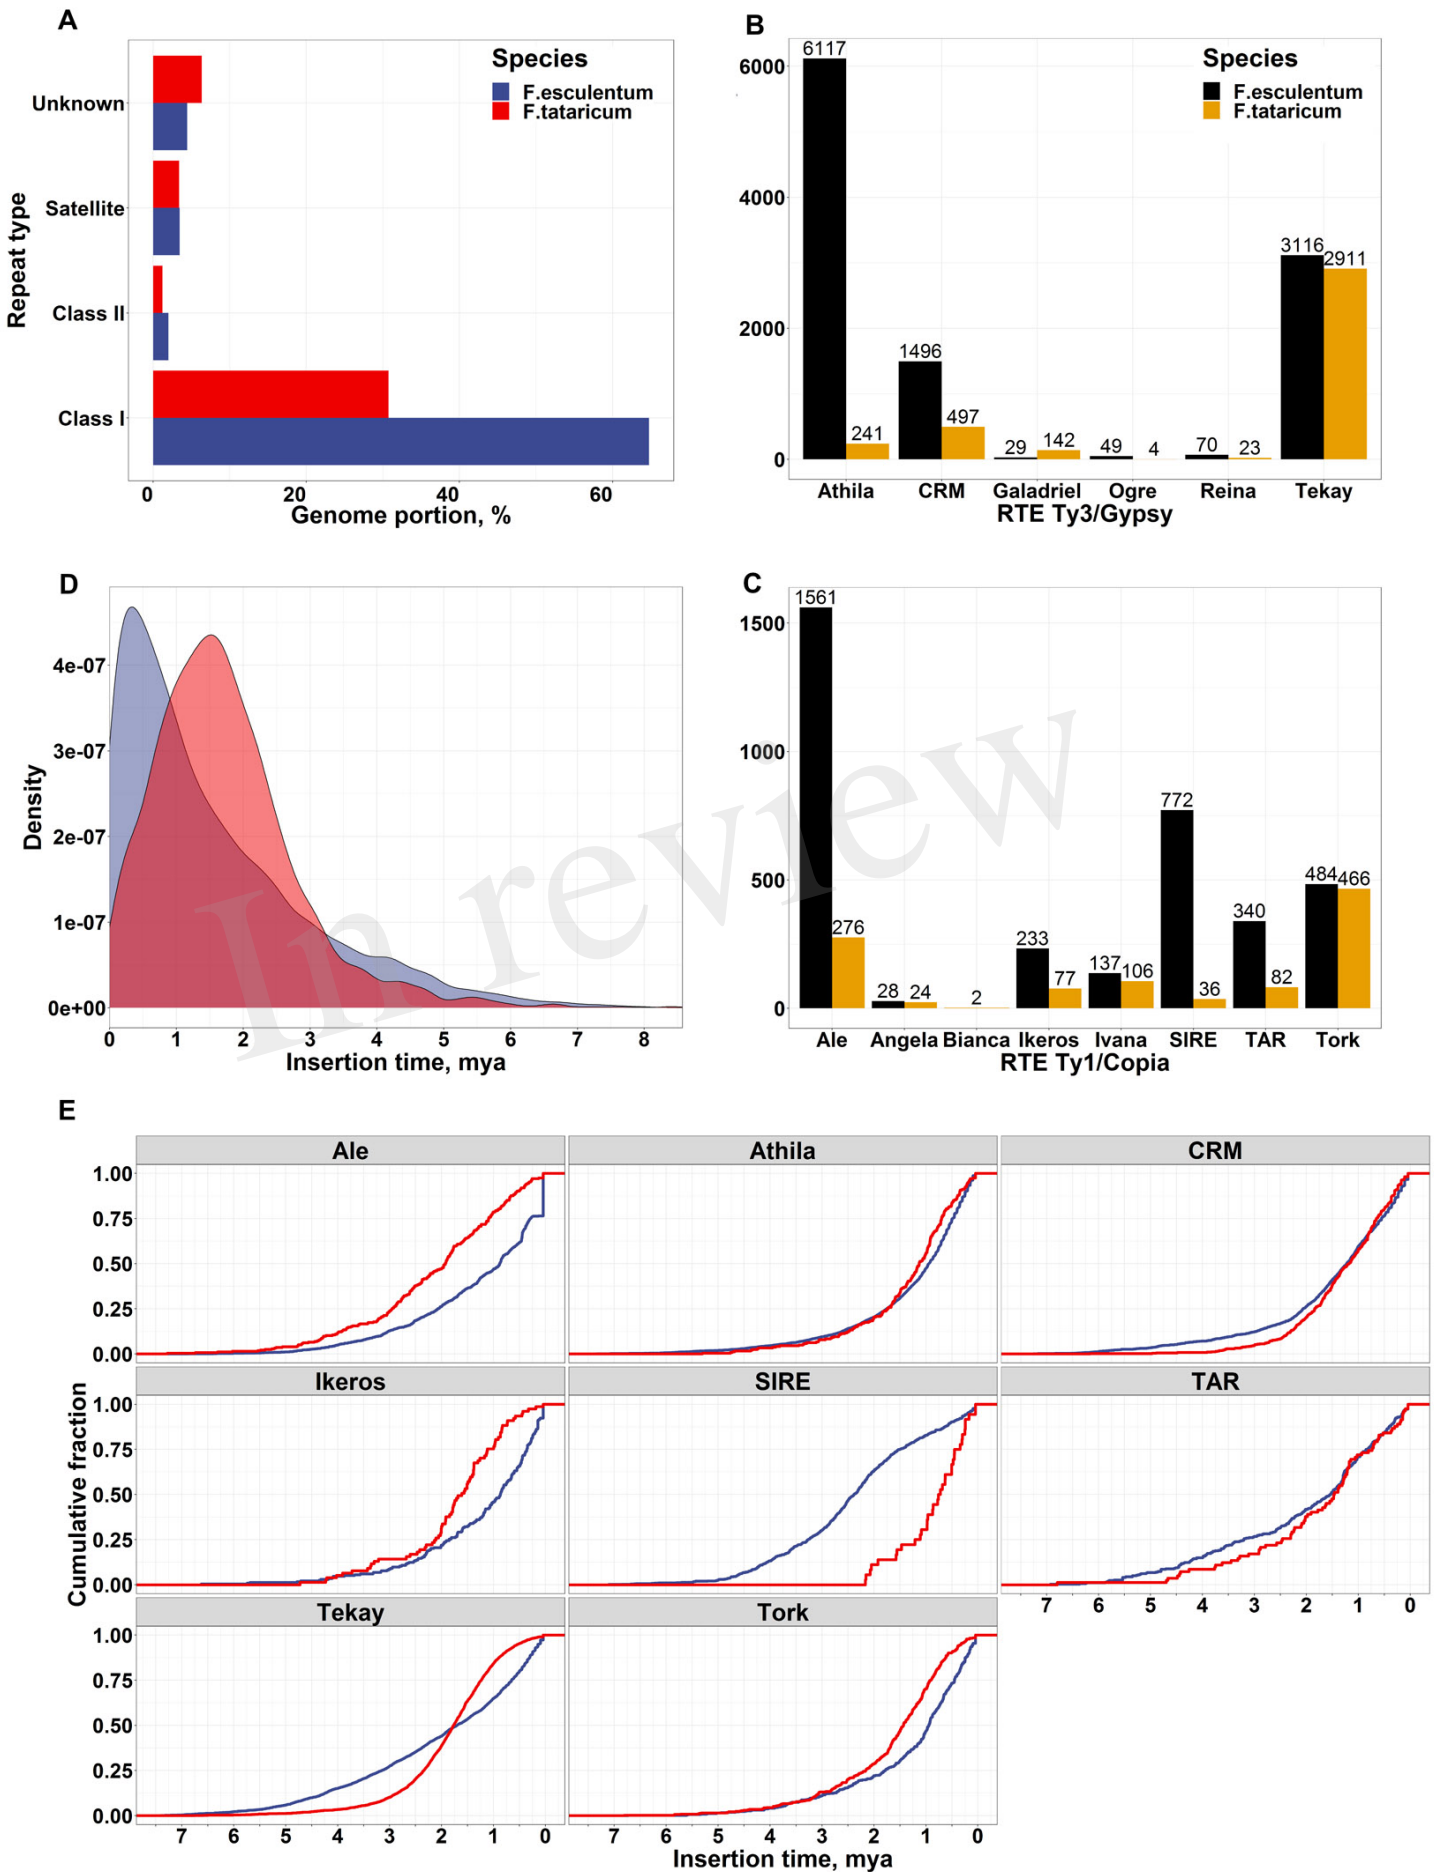 A
Species
F.esculentum
F.tataricum
Repeat type
Unknown
Satellite
Class II
Class I
0 20 40 60
Genome portion, %
B
Species
F.esculentum
F.tataricum
6000
4000
2000
0
6117 241 1496 497 29 142 49 4 70 23 3116 2911
Athila CRM Galadriel Ogre Reina Tekay
RTE Ty3/Gypsy
D
Density
4e-07
3e-07
2e-07
1e-07
0e+00
0 1 2 3 4 5 6 7 8
Insertion time, mya
C
1500
1000
500
0
1561 276 28 24 2 233 77 137 106 772 36 340 82 484 466
Ale Angela Bianca Ikeros Ivana SIRE TAR Tork
RTE Ty1/Copia
In review
E
Cumulative fraction
Ale Athila CRM
1.00
0.75
0.50
0.25
0.00
Ikeros SIRE TAR
1.00
0.75
0.50
0.25
0.00
7 6 5 4 3 2 1 0
Tekay Tork
1.00
0.75
0.50
0.25
0.00
7 6 5 4 3 2 1 0 7 6 5 4 3 2 1 0
Insertion time, mya